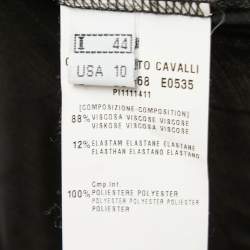 I 44
USA 10
TO CAVALLI
68 E0535
PI1111411
[COMPOSIZIONE-COMPOSITION]
88% VISCOSA VISCOSE VISCOSE
VISKOSE VISCOSE VISCOSE
12% ELASTAM ELASTANE ELASTANE
ELASTHAN ELASTANO ELASTANO
Cmp.Int.
100% POLIESTERE POLYESTER
POLYESTER POLYESTER POLYESTER
POLIESTER